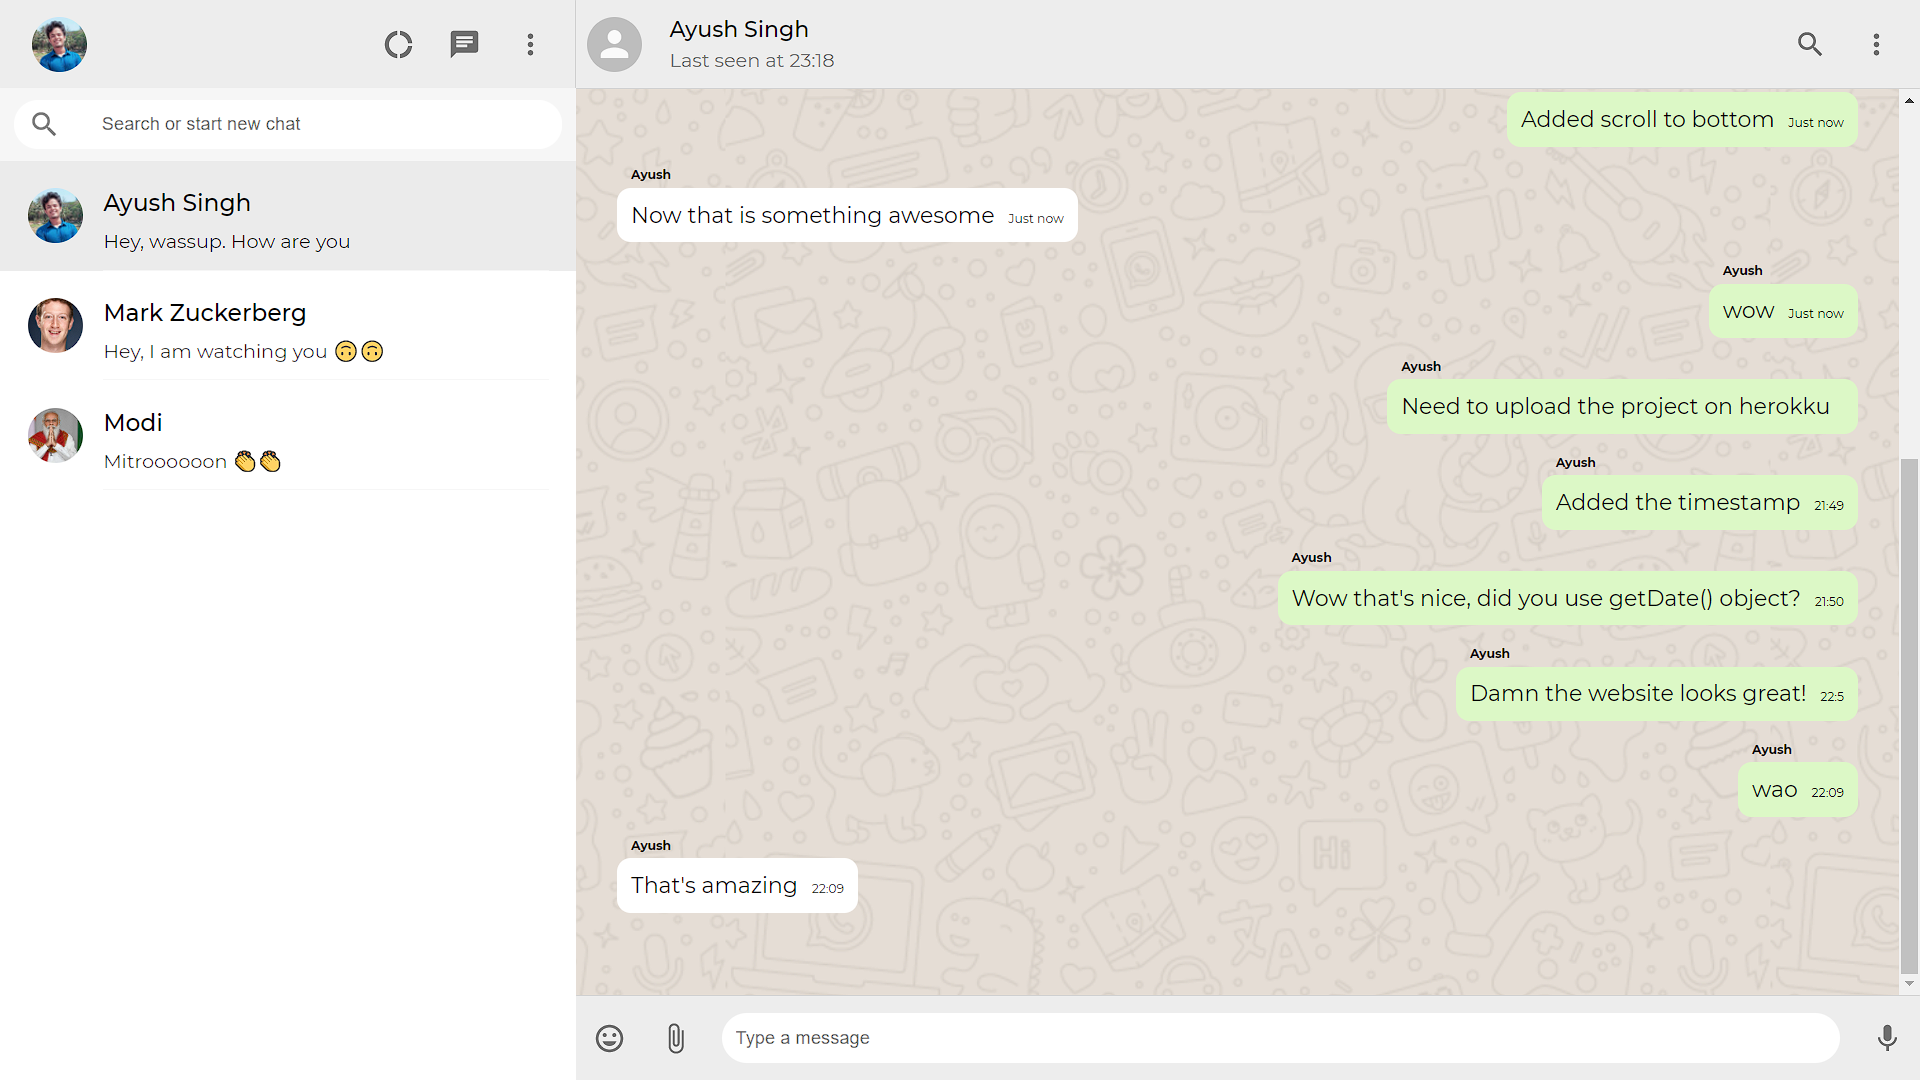 Ayush Singh
Last seen at 23:18
Search or start new chat
Ayush Singh
Hey, wassup. How are you
Mark Zuckerberg
Hey, I am watching you 🙃🙃
Modi
Mitroooooon 👏👏
Added scroll to bottom Just now
Ayush
Now that is something awesome Just now
Ayush
wow Just now
Ayush
Need to upload the project on herokku
Ayush
Added the timestamp 21:49
Ayush
Wow that's nice, did you use getDate() object? 21:50
Ayush
Damn the website looks great! 22:5
Ayush
wao 22:09
Ayush
That's amazing 22:09
Hi
Type a message